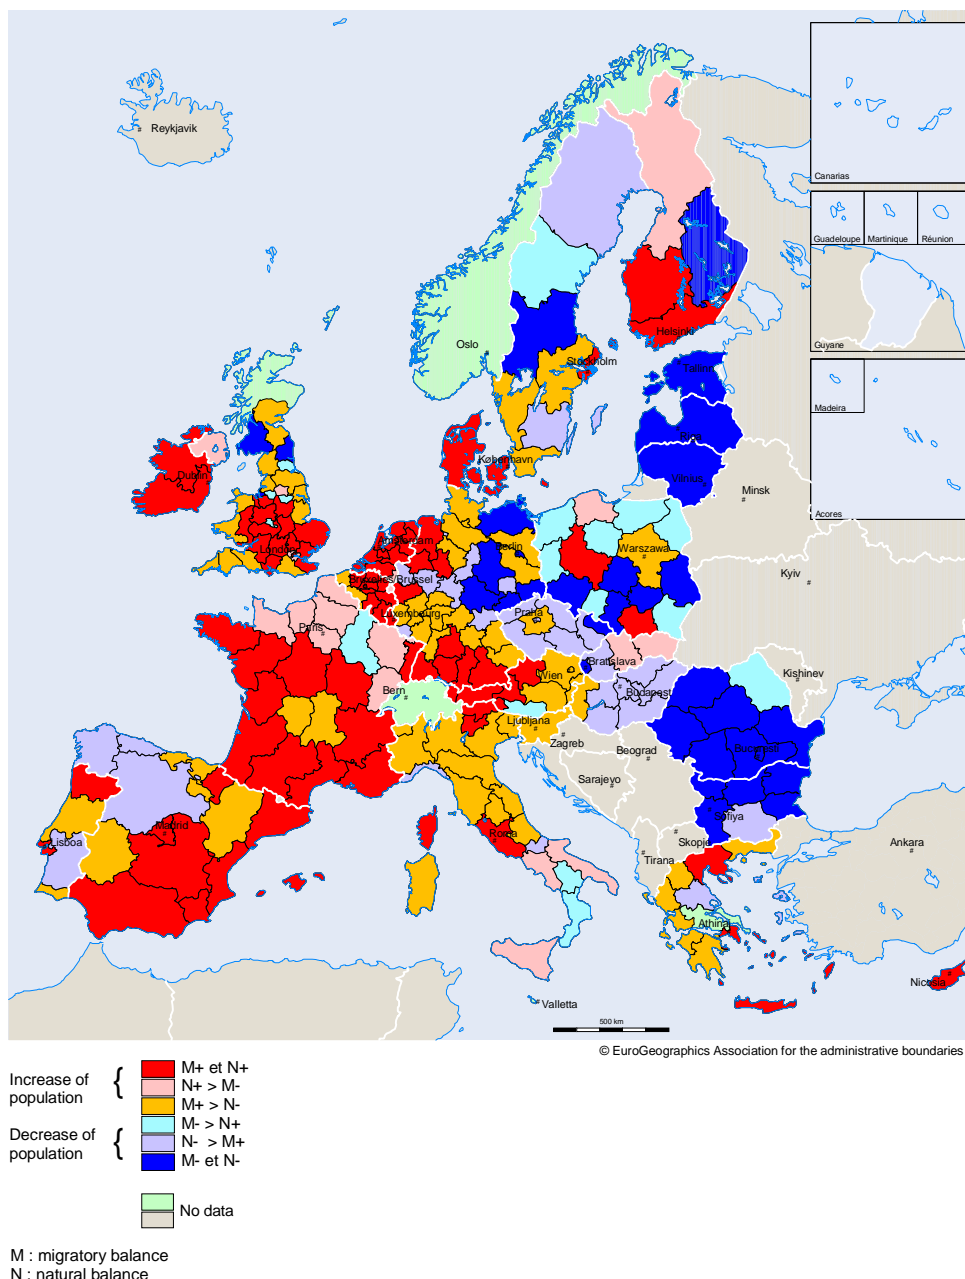 Reykjavik
Canarias
Guadeloupe
Martinique
Réunion
Guyane
Madeira
Acores
Oslo
Helsinki
Stockholm
Tallinn
Riga
Vilnius
Minsk
København
Dublin
London
Amsterdam
Berlin
Warszawa
Kyiv
Bruxelles/Brussel
Luxembourg
Praha
Paris
Kishinev
Bratislava
Wien
Budapest
Bern
Ljubljana
Zagreb
Beograd
Bucuresti
Sarajevo
Sofiya
Skopje
Tirana
Ankara
Madrid
Lisboa
Roma
Athina
Nicosia
Valletta
500 km
© EuroGeographics Association for the administrative boundaries
Increase of
population
{
M+ et N+
N+ > M-
M+ > N-
Decrease of
population
{
M- > N+
N- > M+
M- et N-
No data
M : migratory balance
N : natural balance